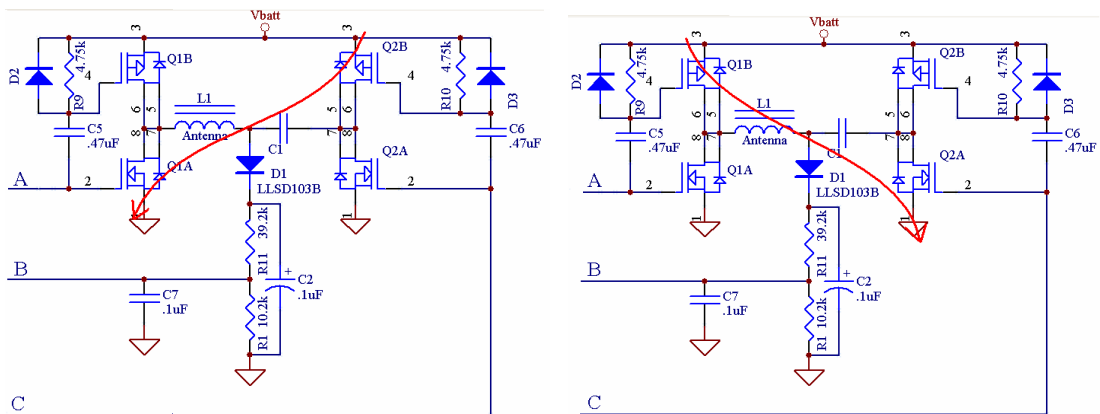 Vbatt
3
3
D2
4.75k
R9
4
Q1B
Q2B
4
4.75k
R10
D3
6
5
L1
5
6
C5
.47uF
8
7
Antenna
C1
7
8
C6
.47uF
Q1A
Q2A
A
2
D1
LLSD103B
2
1
1
39.2k
R11
B
+
C2
.1uF
C7
.1uF
10.2k
R1
C
Vbatt
3
3
D2
4.75k
R9
4
Q1B
Q2B
4
4.75k
R10
D3
6
5
L1
5
6
C5
.47uF
8
7
Antenna
C1
7
8
C6
.47uF
Q1A
Q2A
A
2
D1
LLSD103B
2
1
1
39.2k
R11
B
+
C2
.1uF
C7
.1uF
10.2k
R1
C